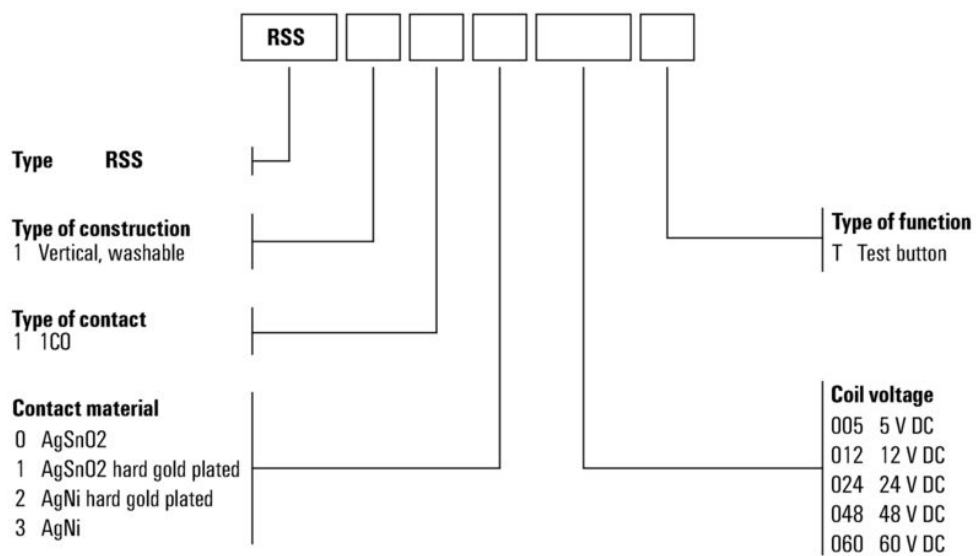 RSS
Type RSS
Type of construction
1 Vertical, washable
Type of contact
1 1CO
Contact material
0 AgSnO2
1 AgSnO2 hard gold plated
2 AgNi hard gold plated
3 AgNi
Type of function
T Test button
Coil voltage
005 5 V DC
012 12 V DC
024 24 V DC
048 48 V DC
060 60 V DC